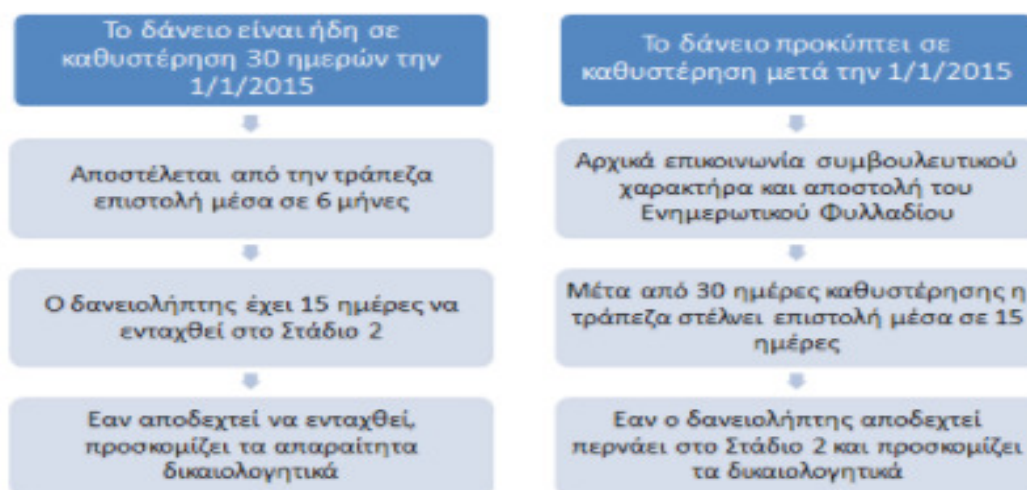 Το δάνειο είναι ήδη σε
καθυστέρηση 30 ημερών την
1/1/2015
Αποστέλεται από την τράπεζα
επιστολή μέσα σε 6 μήνες
Ο δανειολήπτης έχει 15 ημέρες να
ενταχθεί στο Στάδιο 2
Εαν αποδεχτεί να ενταχθεί,
προσκομίζει τα απαραίτητα
δικαιολογητικά
Το δάνειο προκύπτει σε
καθυστέρηση μετά την 1/1/2015
Αρχικά επικοινωνία συμβουλευτικού
χαρακτήρα και αποστολή του
Ενημερωτικού Φυλλαδίου
Μέτα από 30 ημέρες καθυστέρησης η
τράπεζα στέλνει επιστολή μέσα σε 15
ημέρες
Εαν ο δανειολήπτης αποδεχτεί
περνάει στο Στάδιο 2 και προσκομίζει
τα δικαιολογητικά